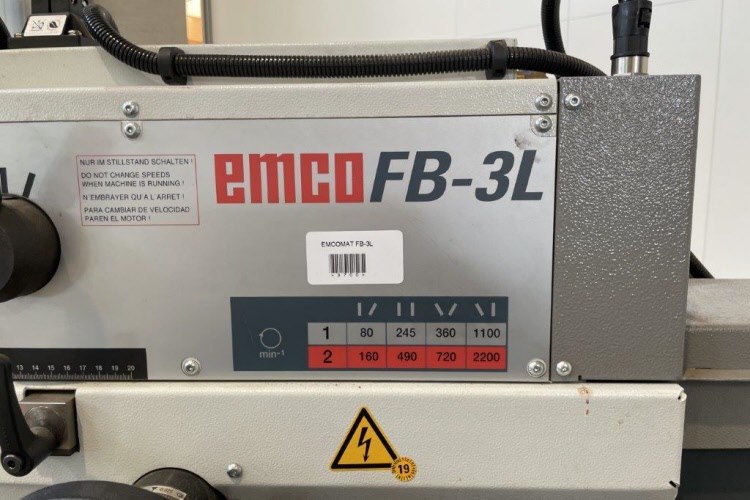 NUR IM STILLSTAND SCHALTEN !
DO NOT CHANGE SPEEDS
WHEN MACHINE IS RUNNING !
N'EMBRAYER QU'A L'ARRET !
PARA CAMBIAR DE VELOCIDAD
PAREN EL MOTOR !
emco FB-3L
EMCOMAT FB-3L
min-1
1 80 245 360 1100
2 160 490 720 2200
13 14 15 16 17 18 19 20
19